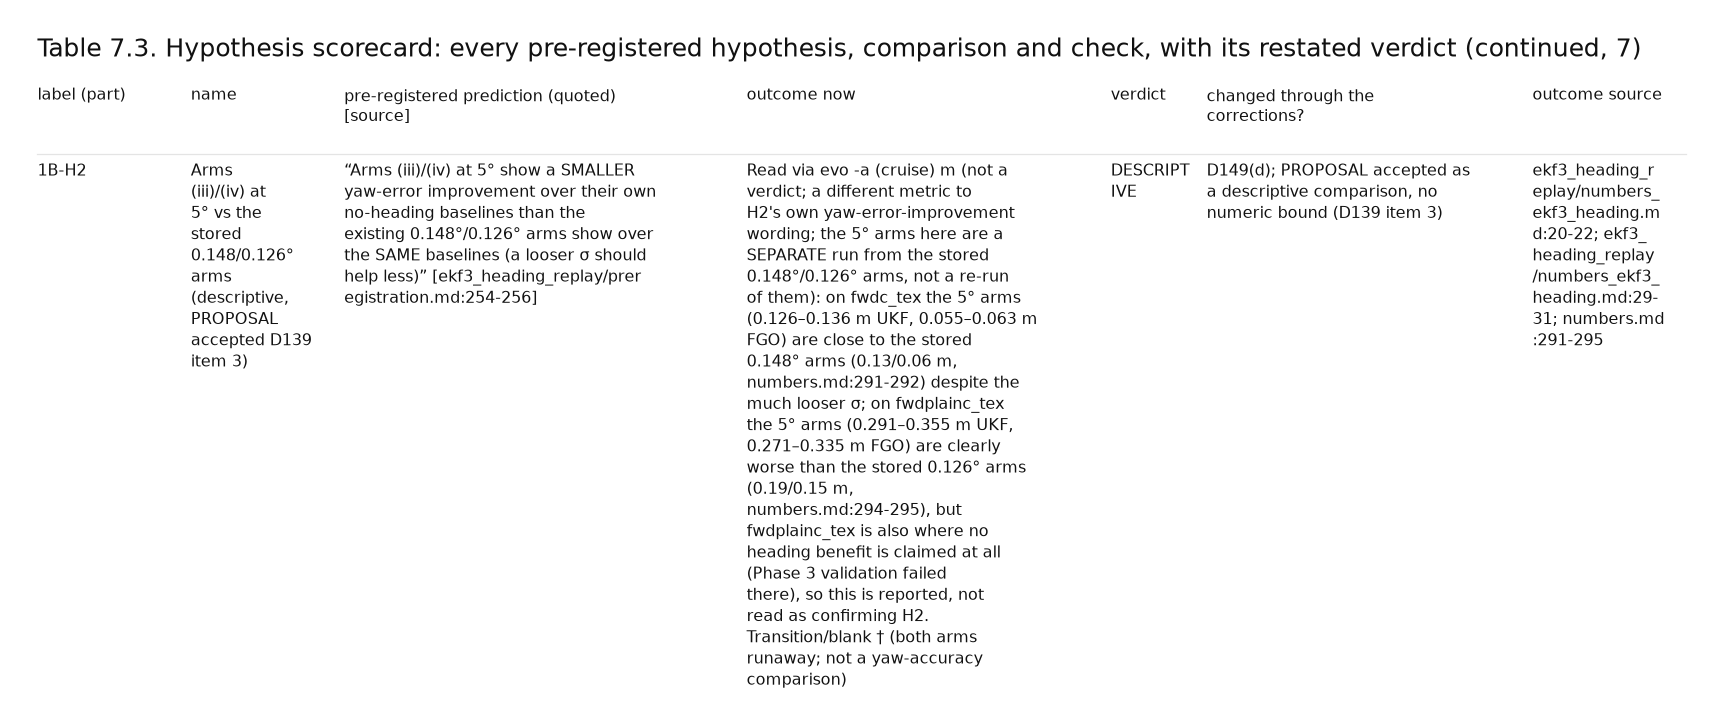 Table 7.3. Hypothesis scorecard: every pre-registered hypothesis, comparison and check, with its restated verdict (continued, 7)
label (part)
name
pre-registered prediction (quoted)
[source]
outcome now
verdict
changed through the
corrections?
outcome source
1B-H2
Arms
(iii)/(iv) at
5° vs the
stored
0.148/0.126°
arms
(descriptive,
PROPOSAL
accepted D139
item 3)
“Arms (iii)/(iv) at 5° show a SMALLER
yaw-error improvement over their own
no-heading baselines than the
existing 0.148°/0.126° arms show over
the SAME baselines (a looser σ should
help less)” [ekf3_heading_replay/prer
egistration.md:254-256]
Read via evo -a (cruise) m (not a
verdict; a different metric to
H2's own yaw-error-improvement
wording; the 5° arms here are a
SEPARATE run from the stored
0.148°/0.126° arms, not a re-run
of them): on fwdc_tex the 5° arms
(0.126–0.136 m UKF, 0.055–0.063 m
FGO) are close to the stored
0.148° arms (0.13/0.06 m,
numbers.md:291-292) despite the
much looser σ; on fwdplainc_tex
the 5° arms (0.291–0.355 m UKF,
0.271–0.335 m FGO) are clearly
worse than the stored 0.126° arms
(0.19/0.15 m,
numbers.md:294-295), but
fwdplainc_tex is also where no
heading benefit is claimed at all
(Phase 3 validation failed
there), so this is reported, not
read as confirming H2.
Transition/blank † (both arms
runaway; not a yaw-accuracy
comparison)
DESCRIPT
IVE
D149(d); PROPOSAL accepted as
a descriptive comparison, no
numeric bound (D139 item 3)
ekf3_heading_r
eplay/numbers_
ekf3_heading.m
d:20-22; ekf3_
heading_replay
/numbers_ekf3_
heading.md:29-
31; numbers.md
:291-295